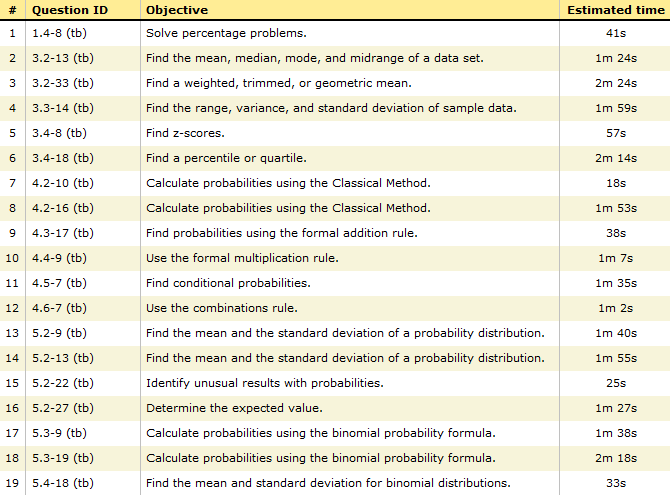 # Question ID Objective Estimated time
1 1.4-8 (tb) Solve percentage problems. 41s
2 3.2-13 (tb) Find the mean, median, mode, and midrange of a data set. 1m 24s
3 3.2-33 (tb) Find a weighted, trimmed, or geometric mean. 2m 24s
4 3.3-14 (tb) Find the range, variance, and standard deviation of sample data. 1m 59s
5 3.4-8 (tb) Find z-scores. 57s
6 3.4-18 (tb) Find a percentile or quartile. 2m 14s
7 4.2-10 (tb) Calculate probabilities using the Classical Method. 18s
8 4.2-16 (tb) Calculate probabilities using the Classical Method. 1m 53s
9 4.3-17 (tb) Find probabilities using the formal addition rule. 38s
10 4.4-9 (tb) Use the formal multiplication rule. 1m 7s
11 4.5-7 (tb) Find conditional probabilities. 1m 35s
12 4.6-7 (tb) Use the combinations rule. 1m 2s
13 5.2-9 (tb) Find the mean and the standard deviation of a probability distribution. 1m 40s
14 5.2-13 (tb) Find the mean and the standard deviation of a probability distribution. 1m 55s
15 5.2-22 (tb) Identify unusual results with probabilities. 25s
16 5.2-27 (tb) Determine the expected value. 1m 27s
17 5.3-9 (tb) Calculate probabilities using the binomial probability formula. 1m 38s
18 5.3-19 (tb) Calculate probabilities using the binomial probability formula. 2m 18s
19 5.4-18 (tb) Find the mean and standard deviation for binomial distributions. 33s